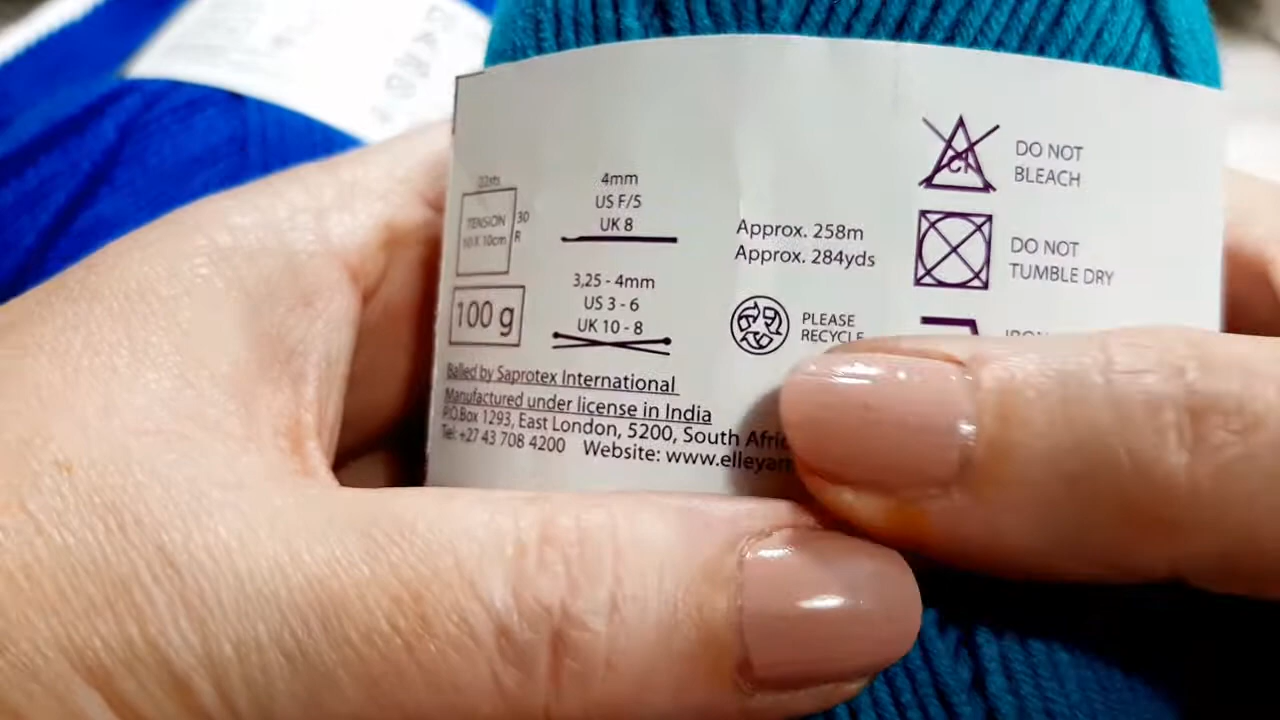 22sts
TENSION
10 X 10cm
30
R
100 g
4mm
US F/5
UK 8
3,25 - 4mm
US 3 - 6
UK 10 - 8
Approx. 258m
Approx. 284yds
PLEASE
RECYCLE
DO NOT
BLEACH
Cl
DO NOT
TUMBLE DRY
Balled by Saprotex International
Manufactured under license in India
P.O.Box 1293, East London, 5200, South Afri
Tel: +27 43 708 4200 Website: www.elleyar